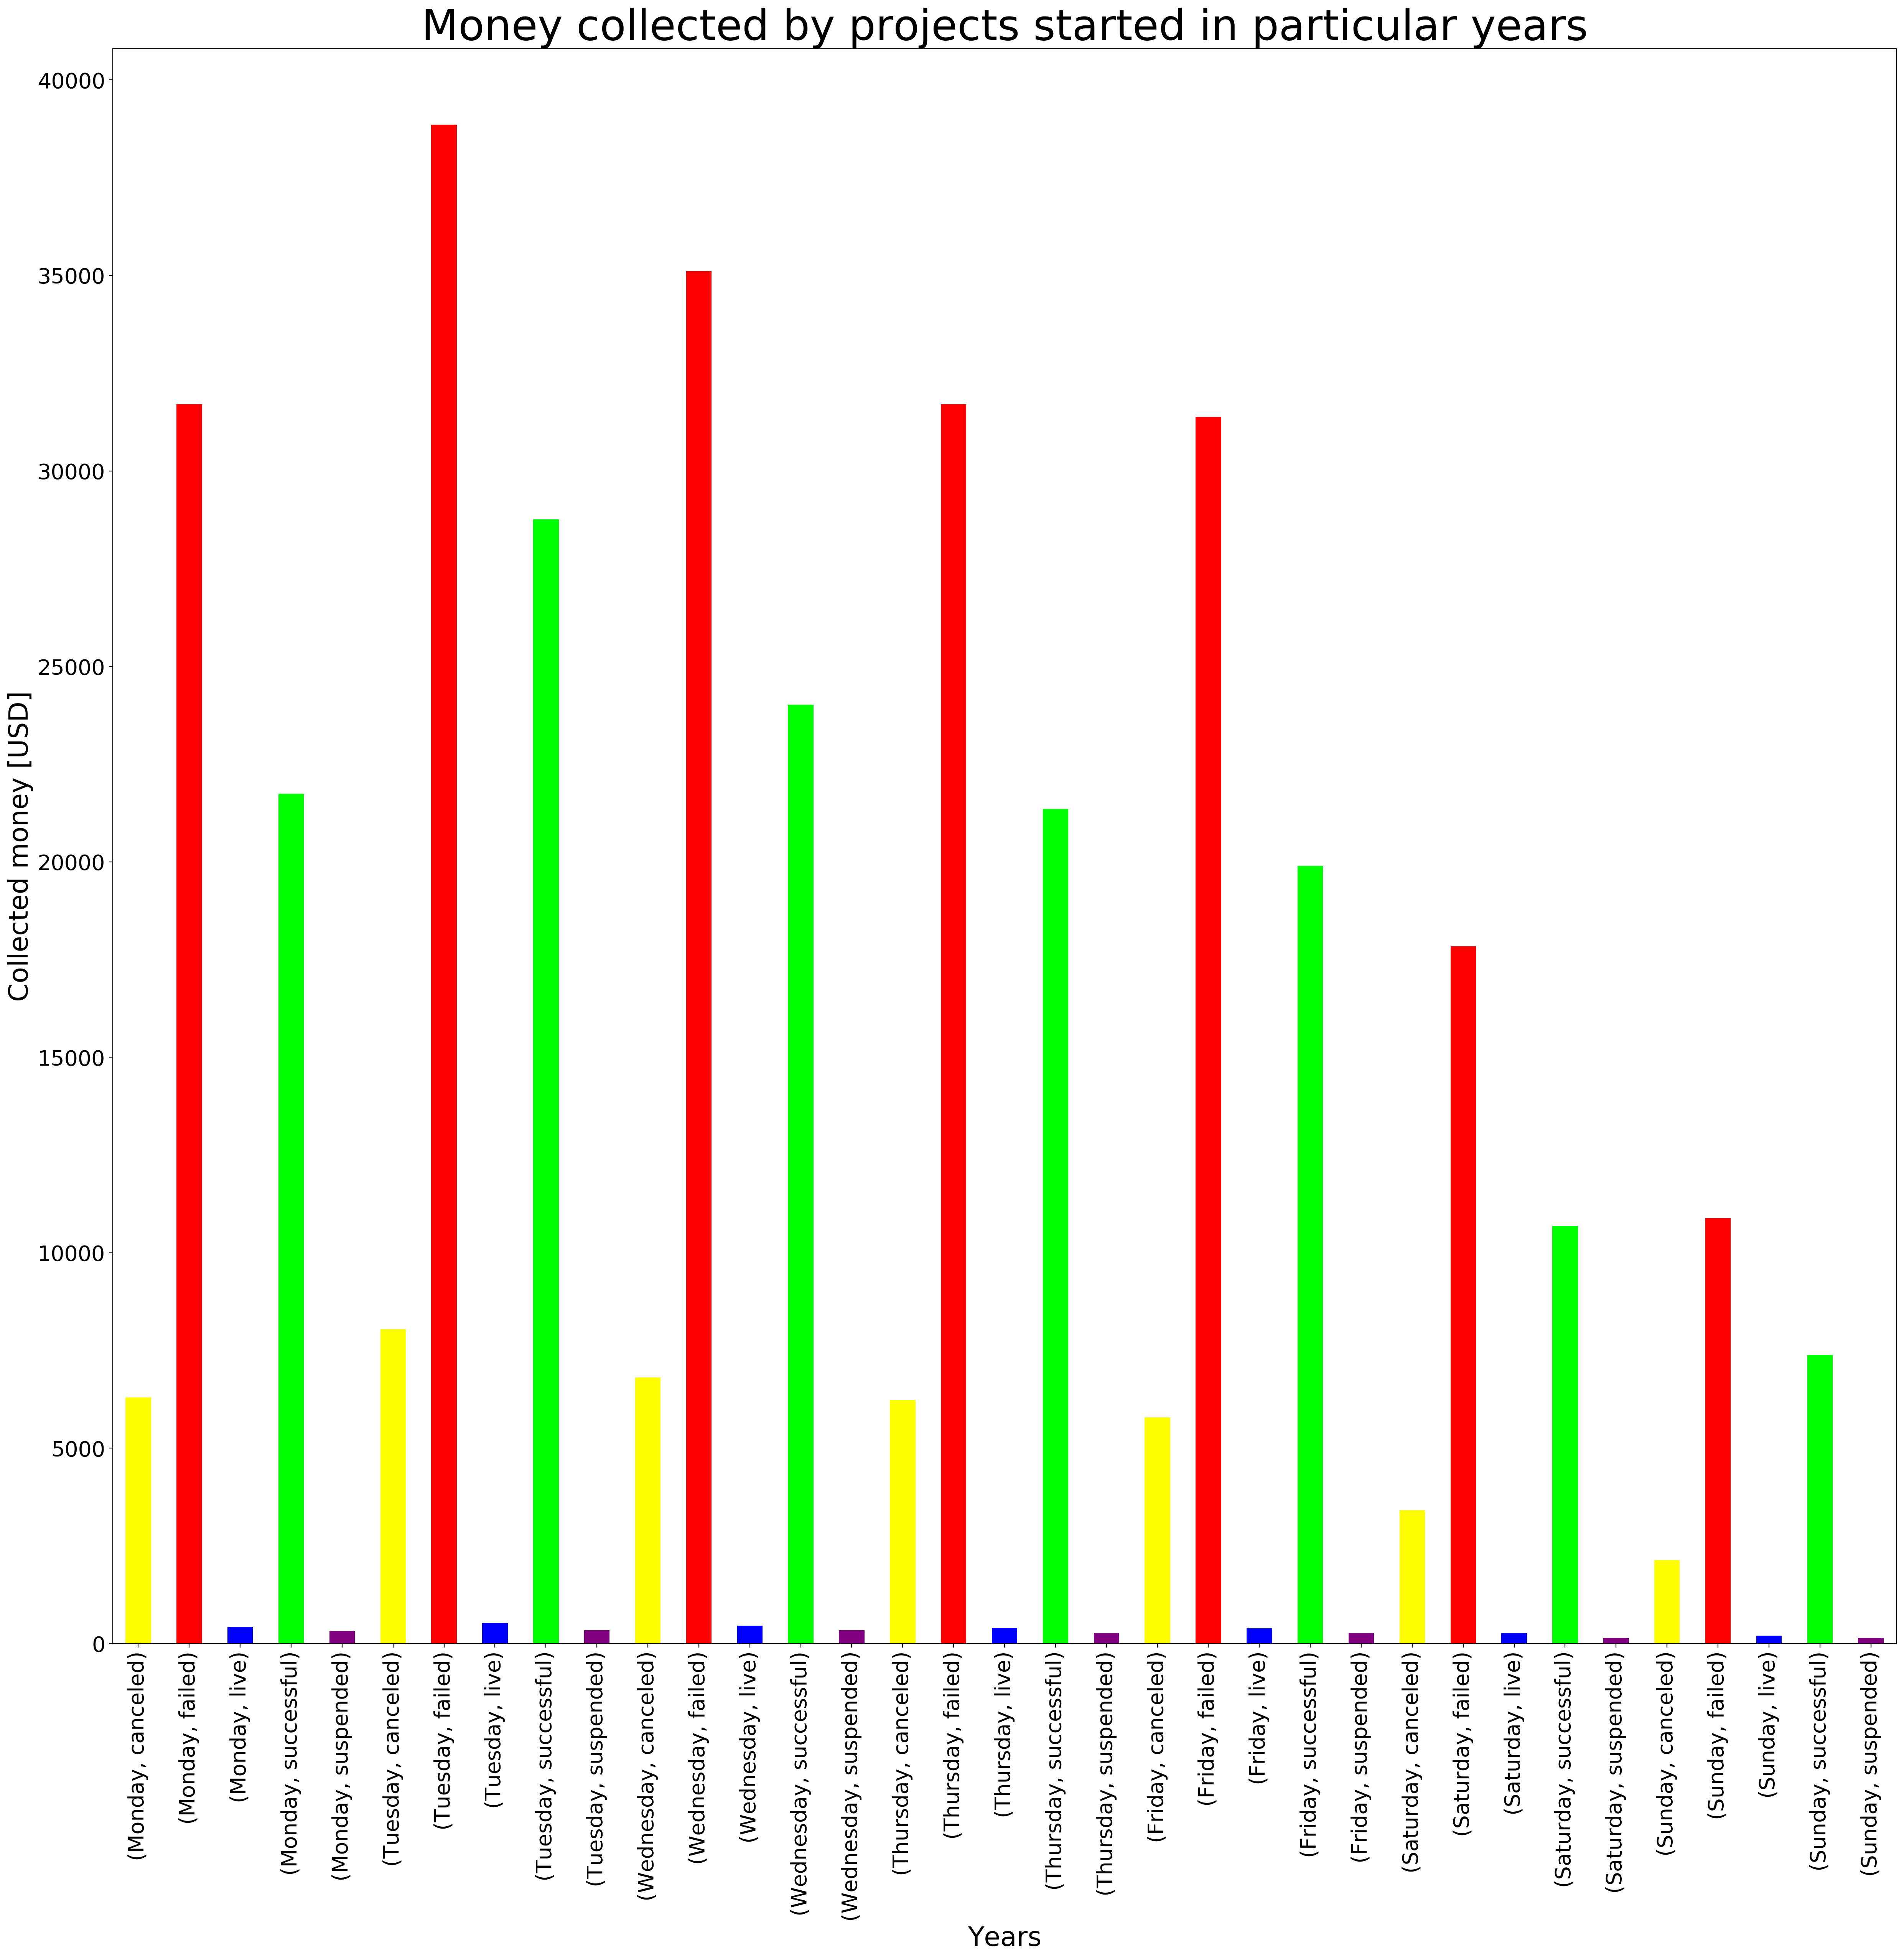 Money collected by projects started in particular years
Collected money [USD]
40000
35000
30000
25000
20000
15000
10000
5000
0
(Monday, canceled)
(Monday, failed)
(Monday, live)
(Monday, successful)
(Monday, suspended)
(Tuesday, canceled)
(Tuesday, failed)
(Tuesday, live)
(Tuesday, successful)
(Tuesday, suspended)
(Wednesday, canceled)
(Wednesday, failed)
(Wednesday, live)
(Wednesday, successful)
(Wednesday, suspended)
(Thursday, canceled)
(Thursday, failed)
(Thursday, live)
(Thursday, successful)
(Thursday, suspended)
(Friday, canceled)
(Friday, failed)
(Friday, live)
(Friday, successful)
(Friday, suspended)
(Saturday, canceled)
(Saturday, failed)
(Saturday, live)
(Saturday, successful)
(Saturday, suspended)
(Sunday, canceled)
(Sunday, failed)
(Sunday, live)
(Sunday, successful)
(Sunday, suspended)
Years